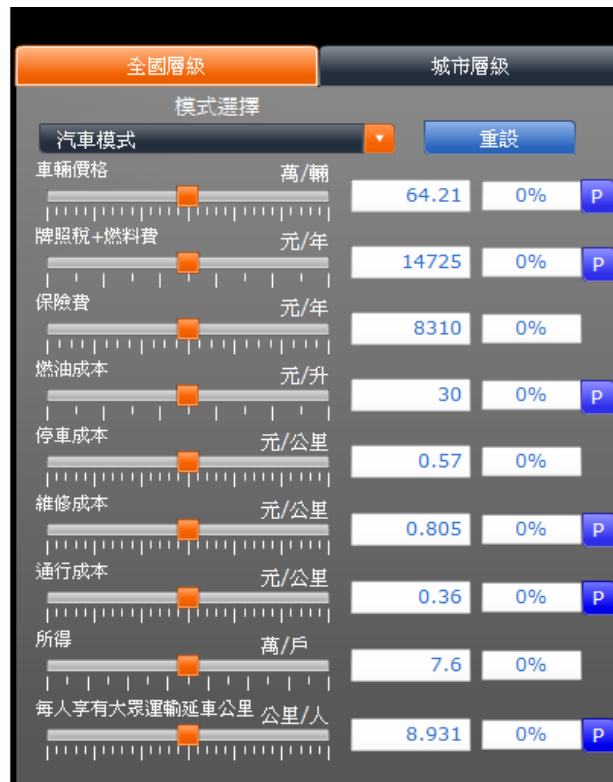 全國層級 城市層級
模式選擇
汽車模式 重設
車輛價格 萬/輛 64.21 0% P
牌照稅+燃料費 元/年 14725 0% P
保險費 元/年 8310 0%
燃油成本 元/升 30 0% P
停車成本 元/公里 0.57 0%
維修成本 元/公里 0.805 0% P
通行成本 元/公里 0.36 0% P
所得 萬/戶 7.6 0%
每人享有大眾運輸延車公里 公里/人 8.931 0% P